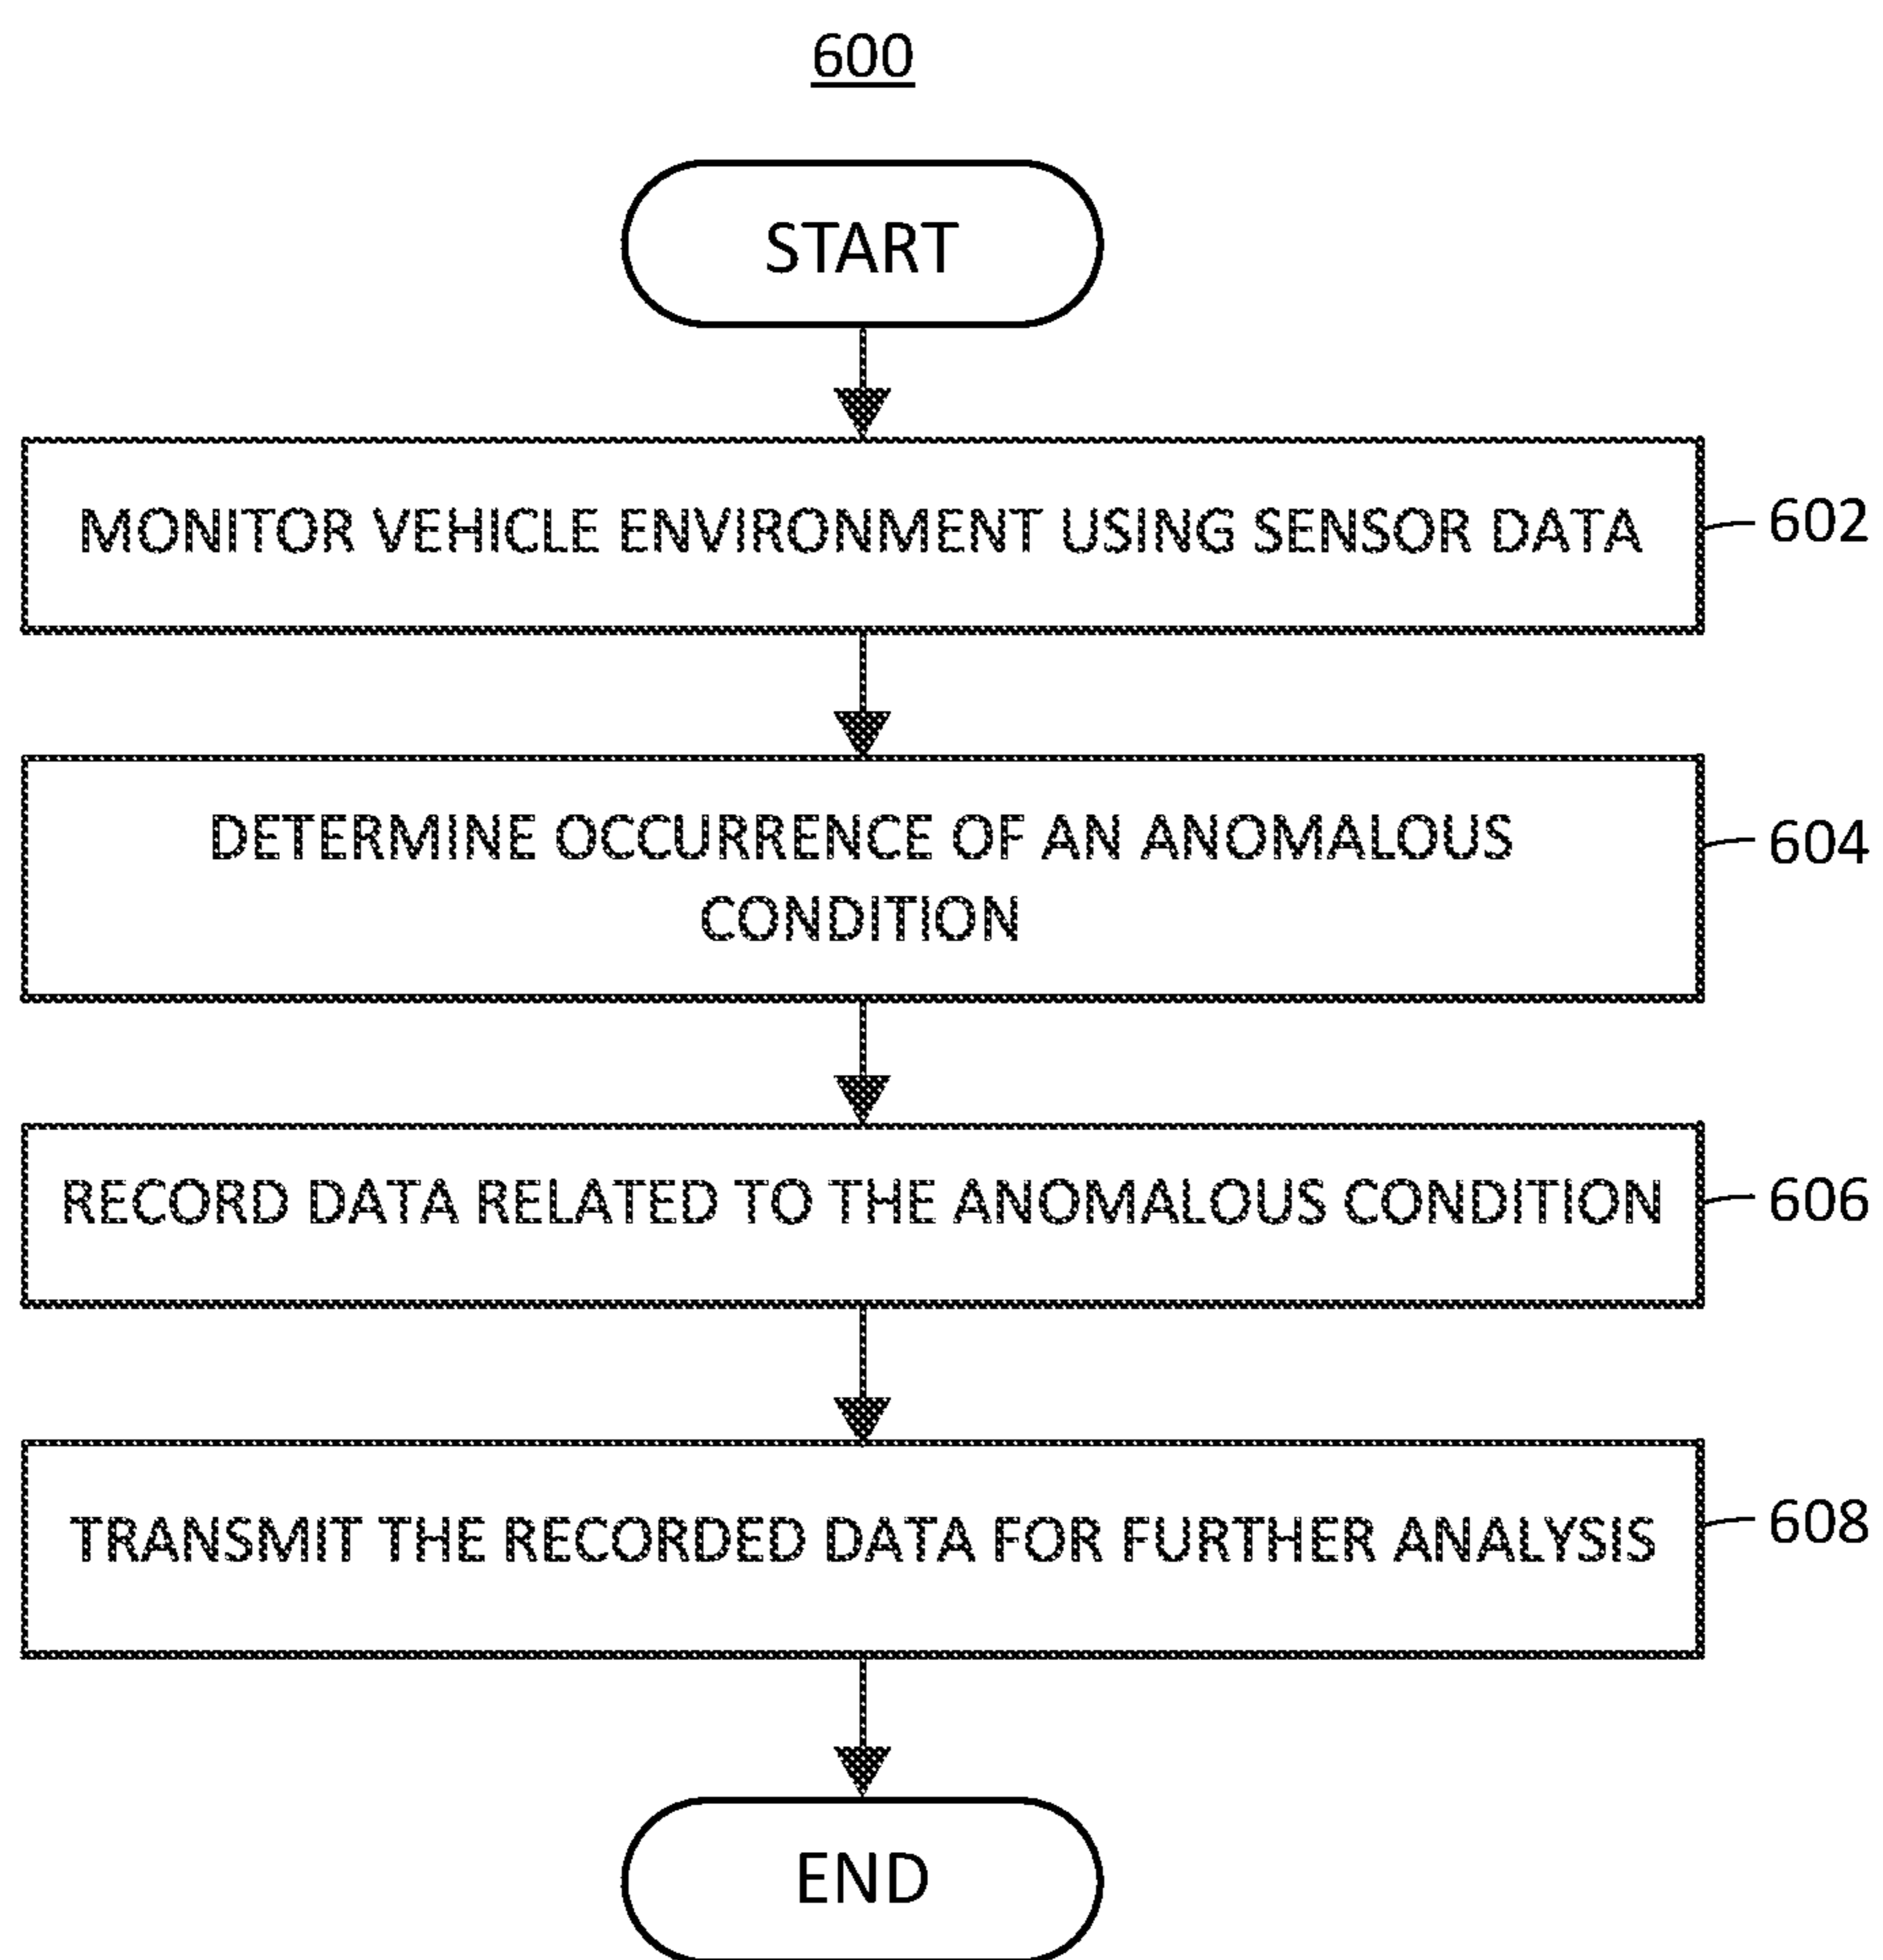 600
START
MONITOR VEHICLE ENVIRONMENT USING SENSOR DATA
602
DETERMINE OCCURRENCE OF AN ANOMALOUS
CONDITION
604
RECORD DATA RELATED TO THE ANOMALOUS CONDITION
606
TRANSMIT THE RECORDED DATA FOR FURTHER ANALYSIS
608
END